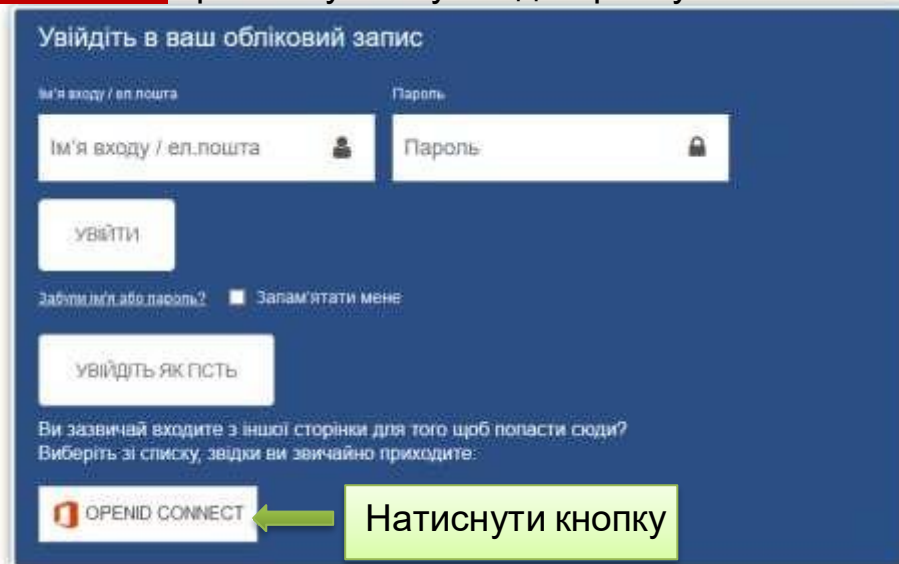 Увійдіть в ваш обліковий запис
Ім'я входу / ел.пошта Пароль
Ім'я входу / ел.пошта Пароль
УВІЙТИ
Забули ім'я або пароль? Запам'ятати мене
УВІЙДІТЬ ЯК ГІСТЬ
Ви зазвичай входите з іншої сторінки для того щоб попасти сюди?
Виберіть зі списку, звідки ви звичайно приходите:
OPENID CONNECT Натиснути кнопку